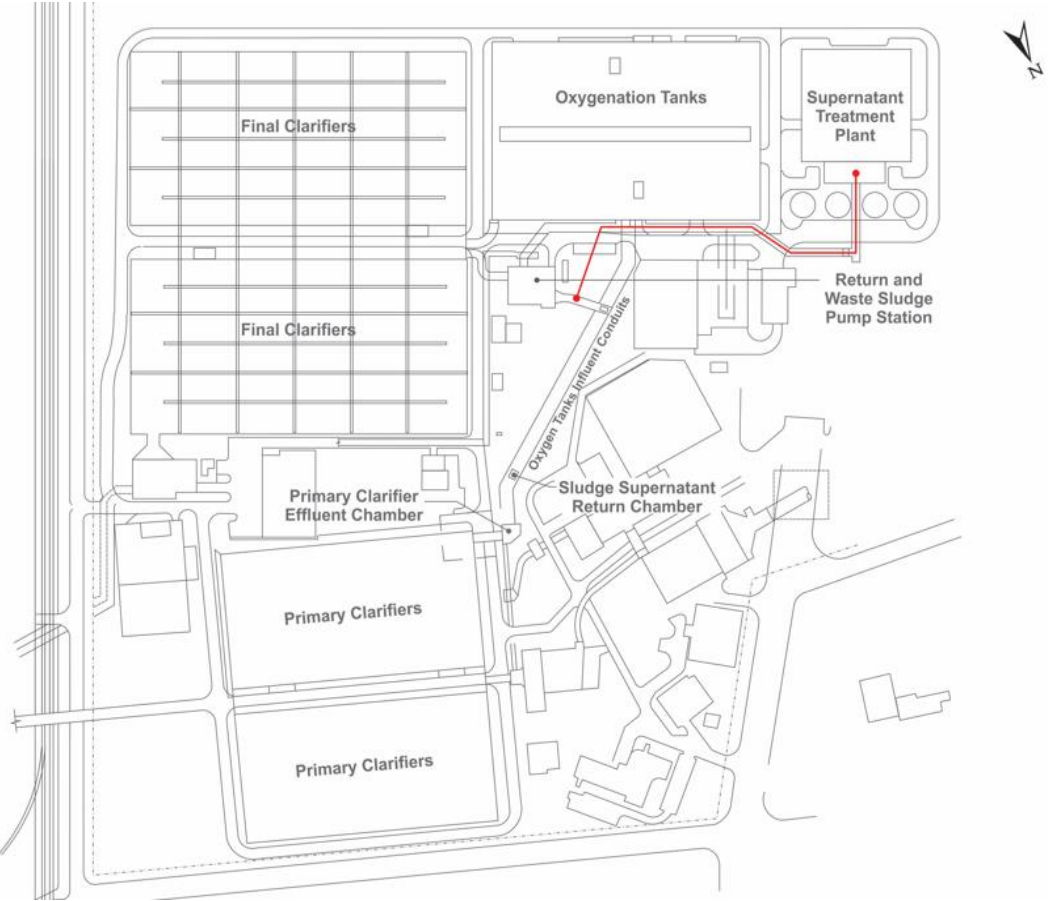 N
Final Clarifiers
Oxygenation Tanks
Supernatant
Treatment
Plant
Final Clarifiers
Return and
Waste Sludge
Pump Station
Oxygen Tanks Influent Conduits
Primary Clarifier
Effluent Chamber
Sludge Supernatant
Return Chamber
Primary Clarifiers
Primary Clarifiers